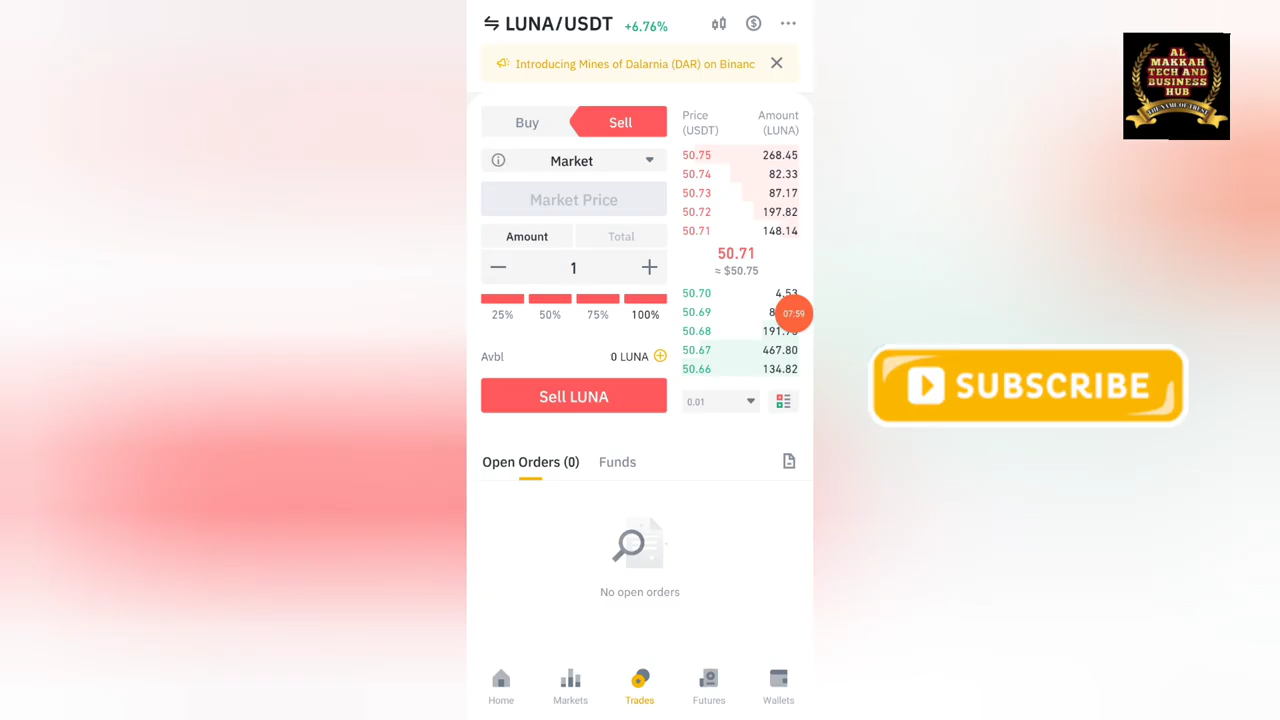 LUNA/USDT +6.76%
Introducing Mines of Dalarnia (DAR) on Binanc
Buy Sell
Market
Market Price
Amount Total
1
25% 50% 75% 100%
Avbl 0 LUNA
Sell LUNA
Price (USDT) Amount (LUNA)
50.75 268.45
50.74 82.33
50.73 87.17
50.72 197.82
50.71 148.14
50.71
≈ $50.75
50.70 4.53
50.69
50.68
50.67 467.80
50.66 134.82
07:59
0.01
Open Orders (0) Funds
No open orders
Home Markets Trades Futures Wallets
AL
MAKKAH
TECH AND
BUSINESS
HUB
SUBSCRIBE